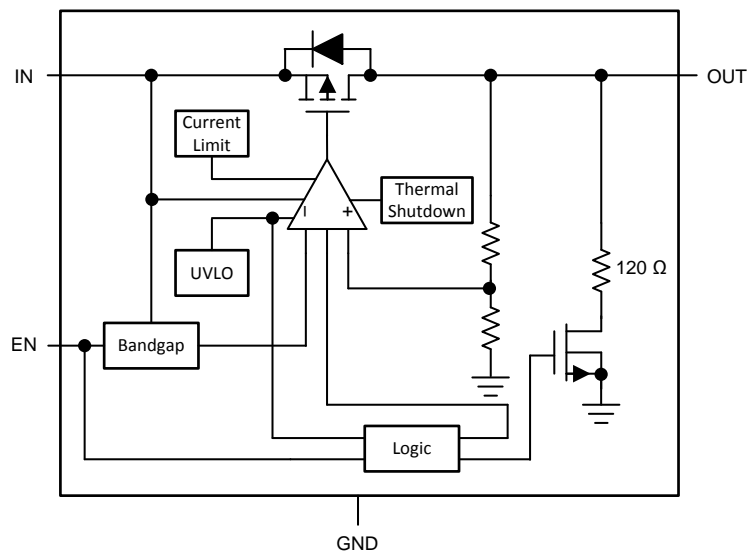 IN
OUT
Current
Limit
Thermal
Shutdown
–
+
UVLO
120 Ω
EN
Bandgap
Logic
GND